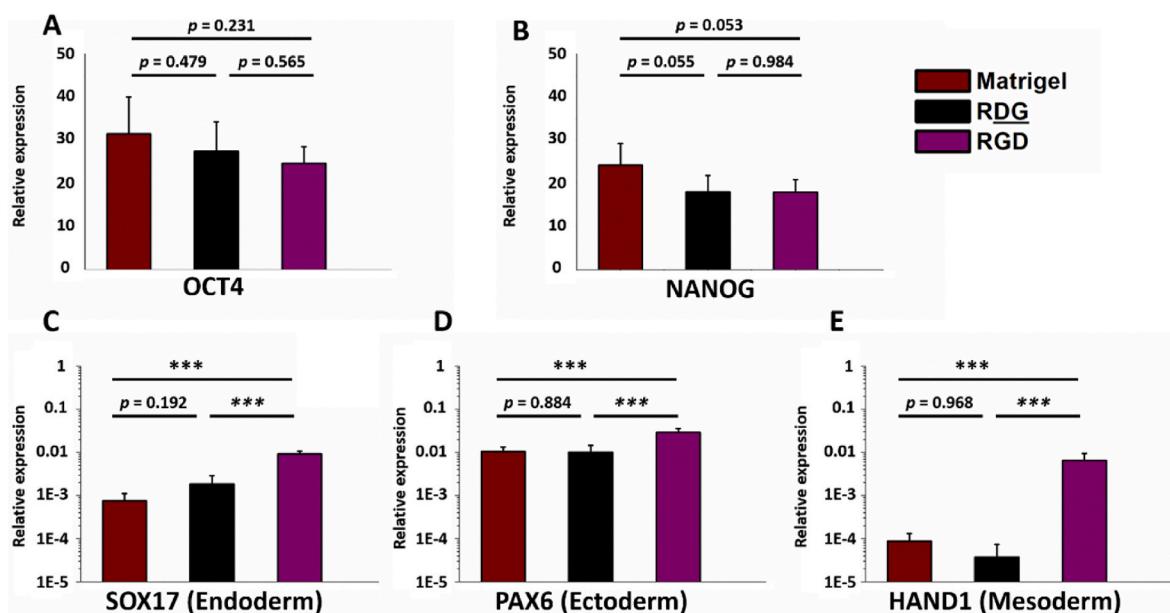 A
p = 0.231
p = 0.479
p = 0.565
50
40
30
20
10
0
Relative expression
OCT4
B
p = 0.053
p = 0.055
p = 0.984
50
40
30
20
10
0
Relative expression
NANOG
Matrigel
RDG
RGD
C
***
p = 0.192
***
1
0.1
0.01
1E-3
1E-4
1E-5
Relative expression
SOX17 (Endoderm)
D
***
p = 0.884
***
1
0.1
0.01
1E-3
1E-4
1E-5
Relative expression
PAX6 (Ectoderm)
E
***
p = 0.968
***
1
0.1
0.01
1E-3
1E-4
1E-5
Relative expression
HAND1 (Mesoderm)